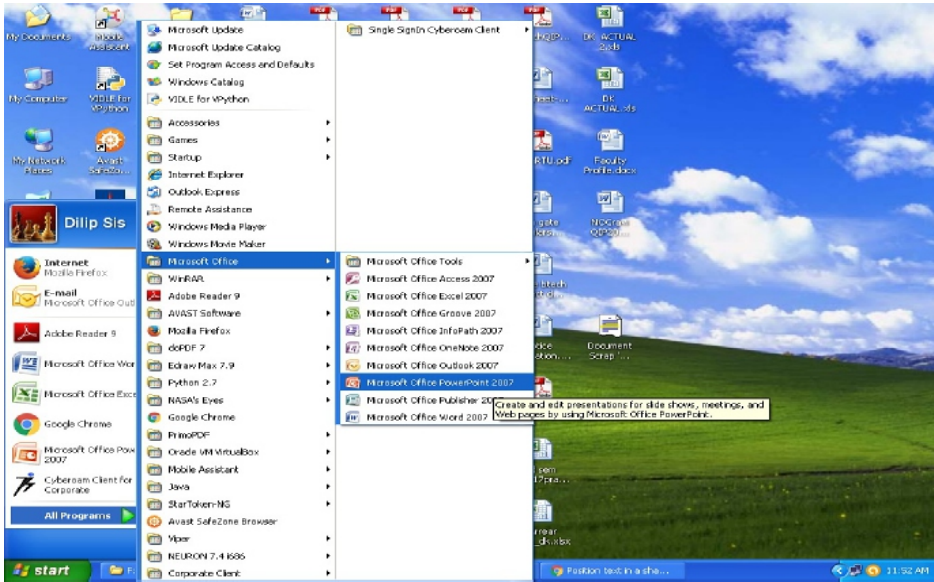 My Documents
Mobile
Assistant
My Computer
VIDLE for
VPython
My Network
Places
Avast
SafeZo...
Dilip Sis
Internet
Mozilla Firefox
E-mail
Microsoft Office Outl
Adobe Reader 9
Microsoft Office Wor
Microsoft Office Exce
Google Chrome
Microsoft Office Pow
2007
Cyberoam Client for
Corporate
All Programs
start
Microsoft Update
Microsoft Update Catalog
Set Program Access and Defaults
Windows Catalog
VIDLE for VPython
Accessories
Games
Startup
Internet Explorer
Outlook Express
Remote Assistance
Windows Media Player
Windows Movie Maker
Microsoft Office
WinRAR
Adobe Reader 9
AVAST Software
Mozilla Firefox
doPDF 7
Edraw Max 7.9
Python 2.7
NASA's Eyes
Google Chrome
PrimoPDF
Oracle VM VirtualBox
Mobile Assistant
Java
StarToken-NG
Avast SafeZone Browser
Viper
NEURON 7.4 i686
Corporate Client
Single SignIn Cyberoam Client
Microsoft Office Tools
Microsoft Office Access 2007
Microsoft Office Excel 2007
Microsoft Office Groove 2007
Microsoft Office InfoPath 2007
Microsoft Office OneNote 2007
Microsoft Office Outlook 2007
Microsoft Office PowerPoint 2007
Microsoft Office Publisher 20
Microsoft Office Word 2007
Create and edit presentations for slide shows, meetings, and
Web pages by using Microsoft Office PowerPoint.
DK ACTUAL
2.xls
DK
ACTUAL.xls
RTU.pdf
Faculty
Profile.docx
Document
Scrap '...
sem
17pra...
_dk.xlsx
Position text in a sha...
11:52 AM